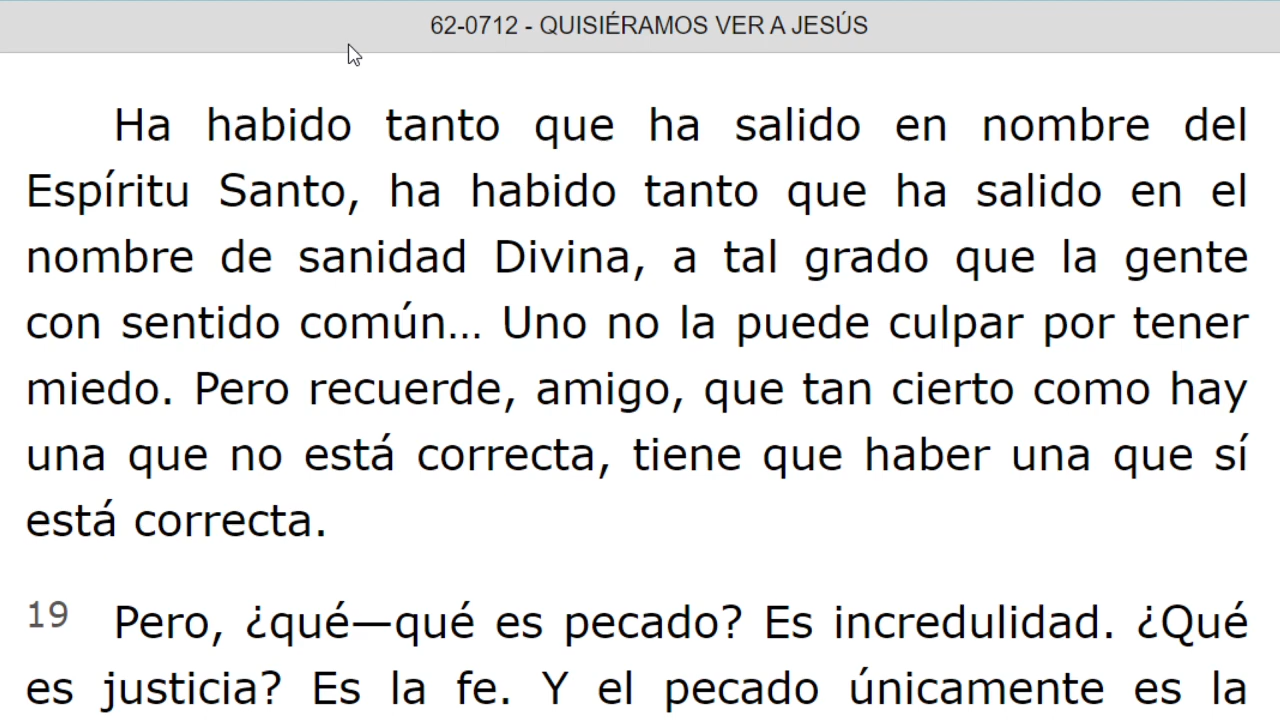 62-0712 - QUISIÉRAMOS VER A JESÚS
Ha habido tanto que ha salido en nombre del
Espíritu Santo, ha habido tanto que ha salido en el
nombre de sanidad Divina, a tal grado que la gente
con sentido común... Uno no la puede culpar por tener
miedo. Pero recuerde, amigo, que tan cierto como hay
una que no está correcta, tiene que haber una que sí
está correcta.
19 Pero, ¿qué—qué es pecado? Es incredulidad. ¿Qué
es justicia? Es la fe. Y el pecado únicamente es la